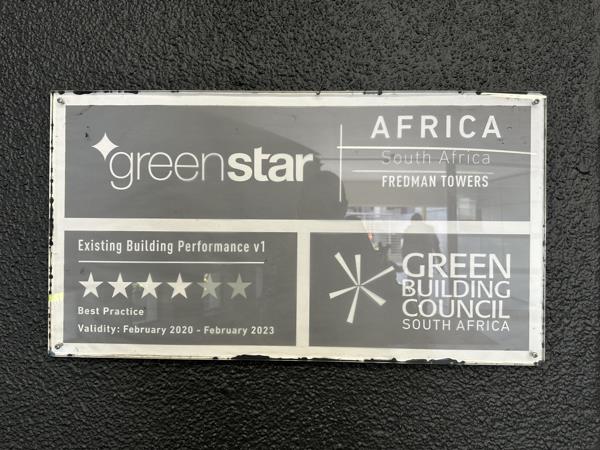 greenstar
AFRICA
South Africa
FREDMAN TOWERS
Existing Building Performance v1
Best Practice
Validity: February 2020 - February 2023
GREEN
BUILDING
COUNCIL
SOUTH AFRICA